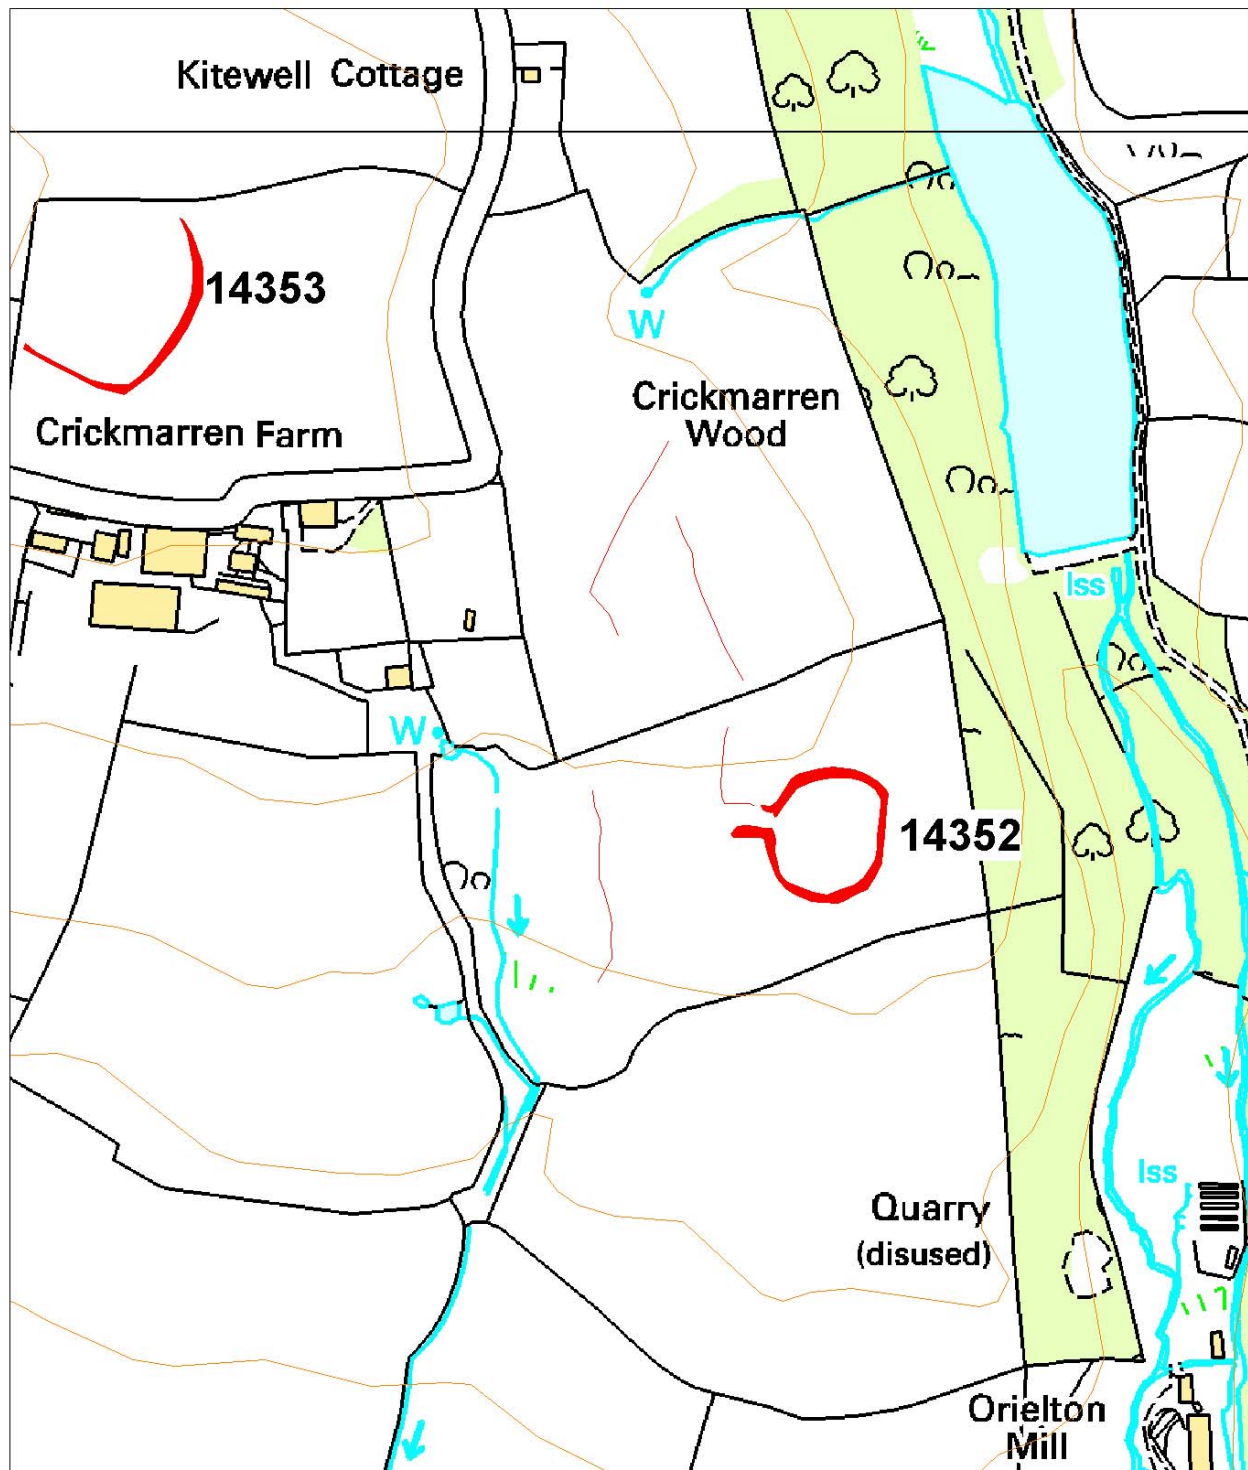 Kitewell Cottage
14353
W
Crickmarren
Wood
Crickmarren Farm
Iss
W
14352
Iss
Quarry
(disused)
Orielton
Mill